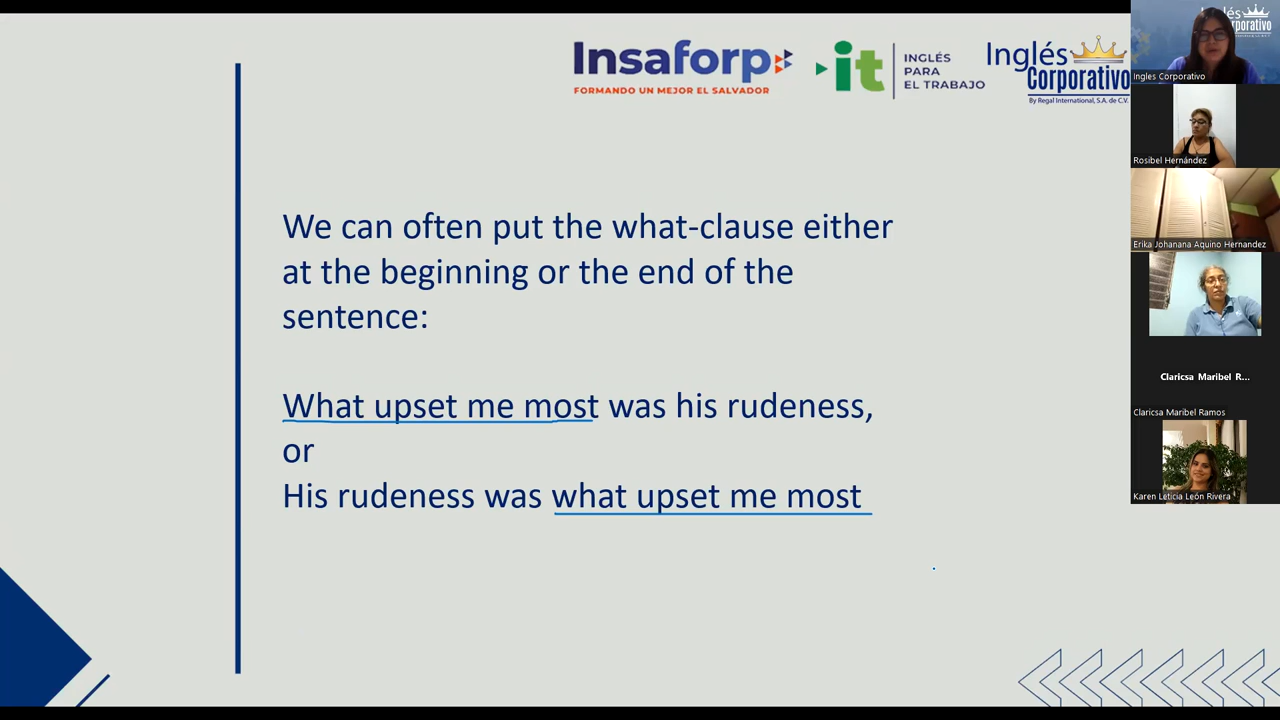 Insaforp
FORMANDO UN MEJOR EL SALVADOR
it
INGLÉS
PARA
EL TRABAJO
Inglés
Corporativo
By Regal International, S.A. de C.V.
We can often put the what-clause either
at the beginning or the end of the
sentence:
What upset me most was his rudeness,
or
His rudeness was what upset me most
Ingles Corporativo
Rosibel Hernández
Erika Johanana Aquino Hernandez
Claricsa Maribel R...
Claricsa Maribel Ramos
Karen Leticia León Rivera